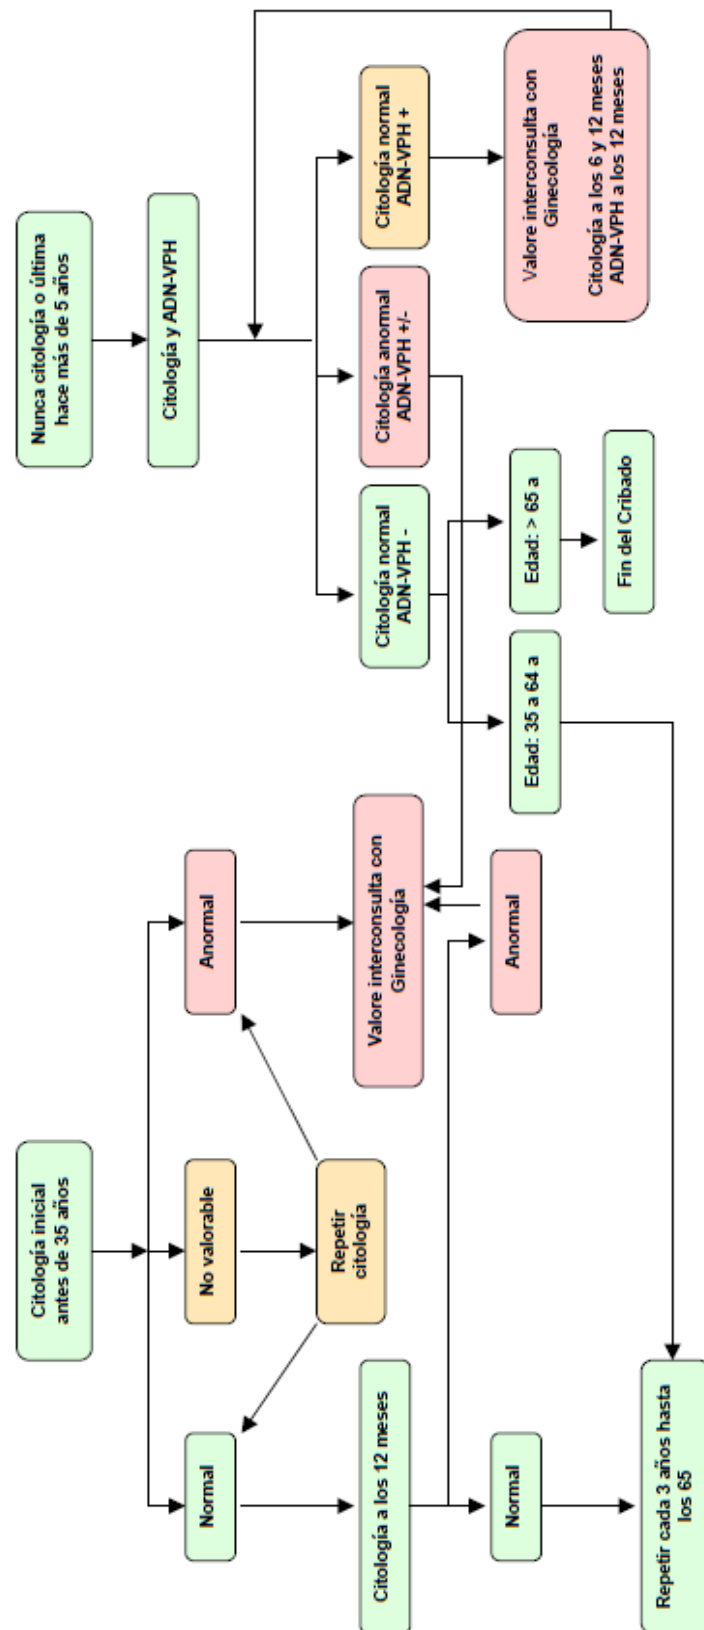 Citología inicial
antes de 35 años
Nunca citología o última
hace más de 5 años
Citología y ADN-VPH
Normal
No valorable
Anormal
Repetir
citología
Citología a los 12 meses
Valore interconsulta con
Ginecología
Citología normal
ADN-VPH -
Citología anormal
ADN-VPH +/-
Citología normal
ADN-VPH +
Normal
Anormal
Edad: 35 a 64 a
Edad: > 65 a
Valore interconsulta con
Ginecología
Citología a los 6 y 12 meses
ADN-VPH a los 12 meses
Fin del Cribado
Repetir cada 3 años hasta
los 65